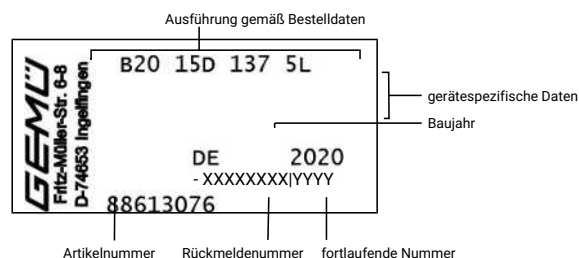 Ausführung gemäß Bestelldaten
GEMÜ
Fritz-Müller-Str. 6-8
D-74653 Ingelfingen
B20 15D 137 5L
gerätespezifische Daten
Baujahr
DE 2020
- XXXXXXXX|YYYY
88613076
Artikelnummer Rückmeldenummer fortlaufende Nummer